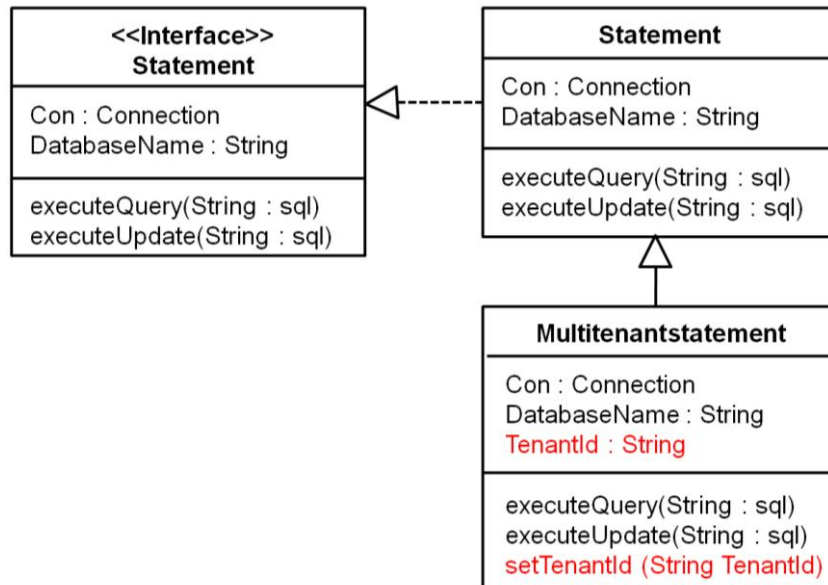 <<Interface>>
Statement
Con : Connection
DatabaseName : String
executeQuery(String : sql)
executeUpdate(String : sql)
Statement
Con : Connection
DatabaseName : String
executeQuery(String : sql)
executeUpdate(String : sql)
Multitenantstatement
Con : Connection
DatabaseName : String
TenantId : String
executeQuery(String : sql)
executeUpdate(String : sql)
setTenantId (String TenantId)